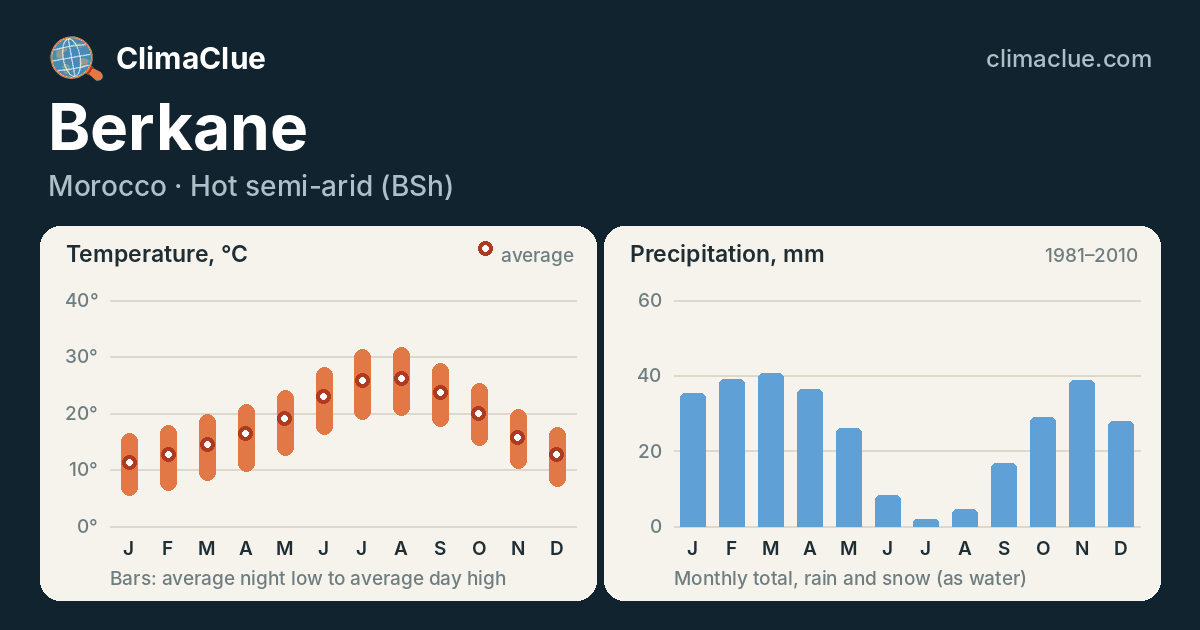 ClimaClue
climaclue.com
Berkane
Morocco · Hot semi-arid (BSh)
Temperature, °C
average
40°
30°
20°
10°
0°
J F M A M J J A S O N D
Bars: average night low to average day high
Precipitation, mm
1981–2010
60
40
20
0
J F M A M J J A S O N D
Monthly total, rain and snow (as water)